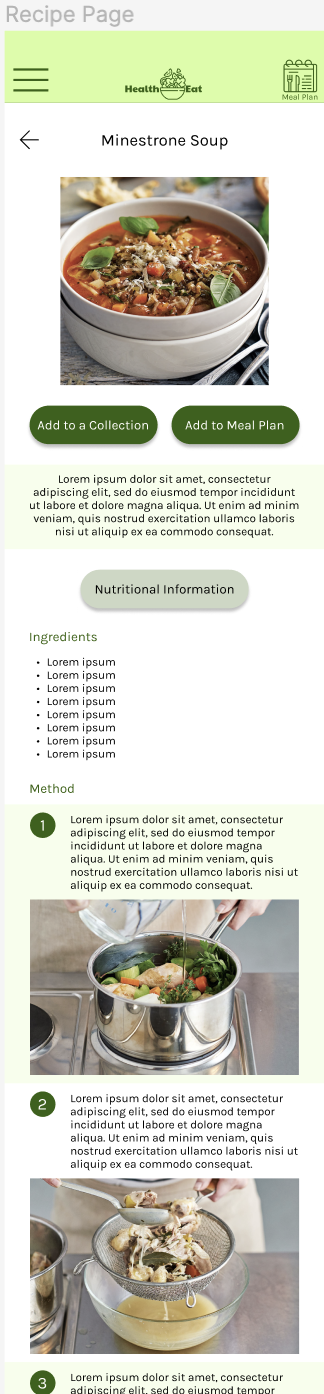 Recipe Page
HealthEat
Meal Plan
Minestrone Soup
Add to a Collection
Add to Meal Plan
Lorem ipsum dolor sit amet, consectetur
adipiscing elit, sed do eiusmod tempor incididunt
ut labore et dolore magna aliqua. Ut enim ad minim
veniam, quis nostrud exercitation ullamco laboris
nisi ut aliquip ex ea commodo consequat.
Nutritional Information
Ingredients
• Lorem ipsum
• Lorem ipsum
• Lorem ipsum
• Lorem ipsum
• Lorem ipsum
• Lorem ipsum
• Lorem ipsum
• Lorem ipsum
Method
1 Lorem ipsum dolor sit amet, consectetur
adipiscing elit, sed do eiusmod tempor
incididunt ut labore et dolore magna
aliqua. Ut enim ad minim veniam, quis
nostrud exercitation ullamco laboris nisi ut
aliquip ex ea commodo consequat.
2 Lorem ipsum dolor sit amet, consectetur
adipiscing elit, sed do eiusmod tempor
incididunt ut labore et dolore magna
aliqua. Ut enim ad minim veniam, quis
nostrud exercitation ullamco laboris nisi ut
aliquip ex ea commodo consequat.
3 Lorem ipsum dolor sit amet, consectetur
adipiscing elit, sed do eiusmod tempor